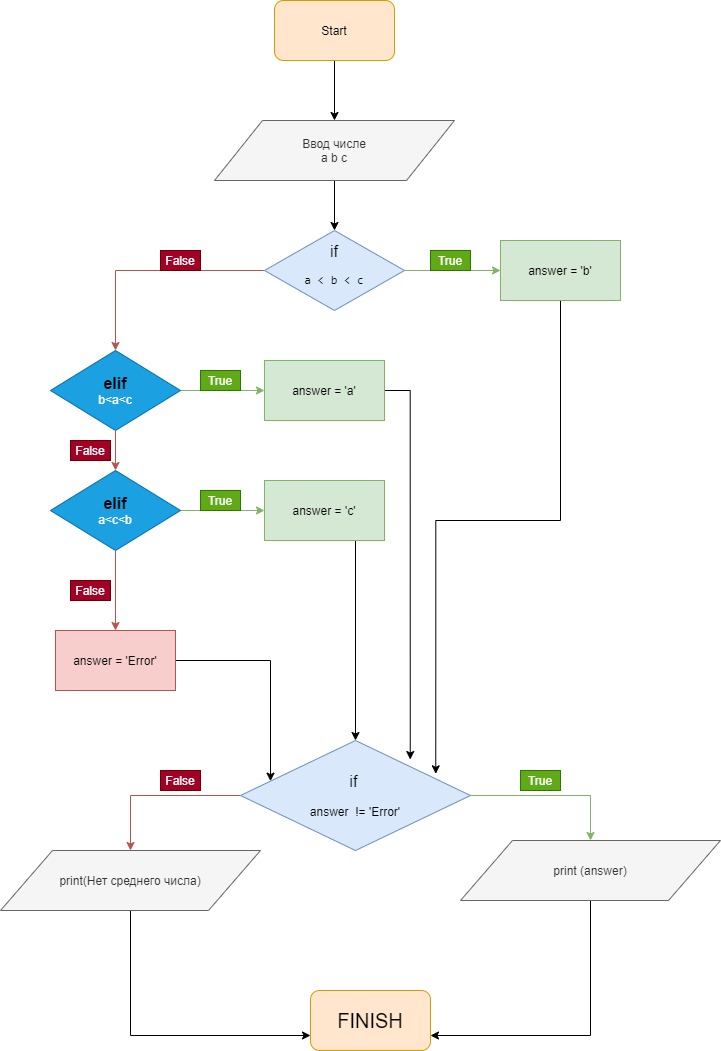 Start
Ввод числе
a b c
if
a < b < c
False
True
answer = 'b'
elif
b<a<c
True
answer = 'a'
False
elif
a<c<b
True
answer = 'c'
False
answer = 'Error'
if
answer != 'Error'
False
True
print(Нет среднего числа)
print (answer)
FINISH